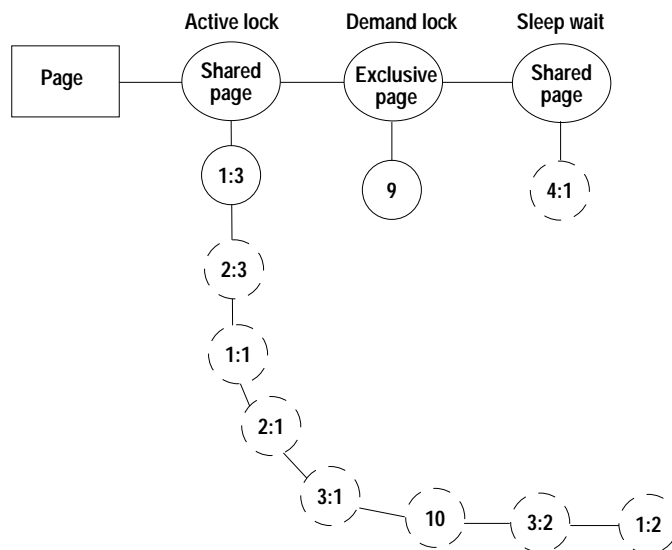 Active lock
Demand lock
Sleep wait
Page
Shared
page
Exclusive
page
Shared
page
1:3
9
4:1
2:3
1:1
2:1
3:1
10
3:2
1:2